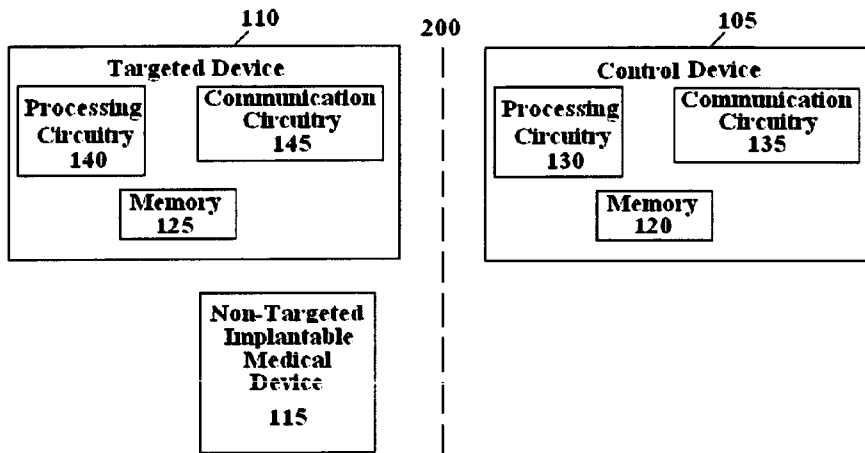 110
200
105
Targeted Device
Processing
Circuitry
140
Communication
Circuitry
145
Memory
125
Control Device
Processing
Circuitry
130
Communication
Circuitry
135
Memory
120
Non-Targeted
Implantable
Medical
Device
115